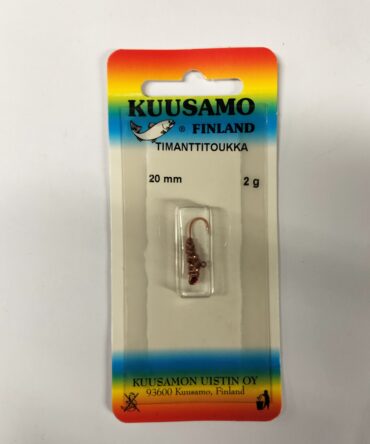 KUUSAMO
® FINLAND
TIMANTTITOUKKA
20 mm 2 g
KUUSAMON UISTIN OY
93600 Kuusamo, Finland